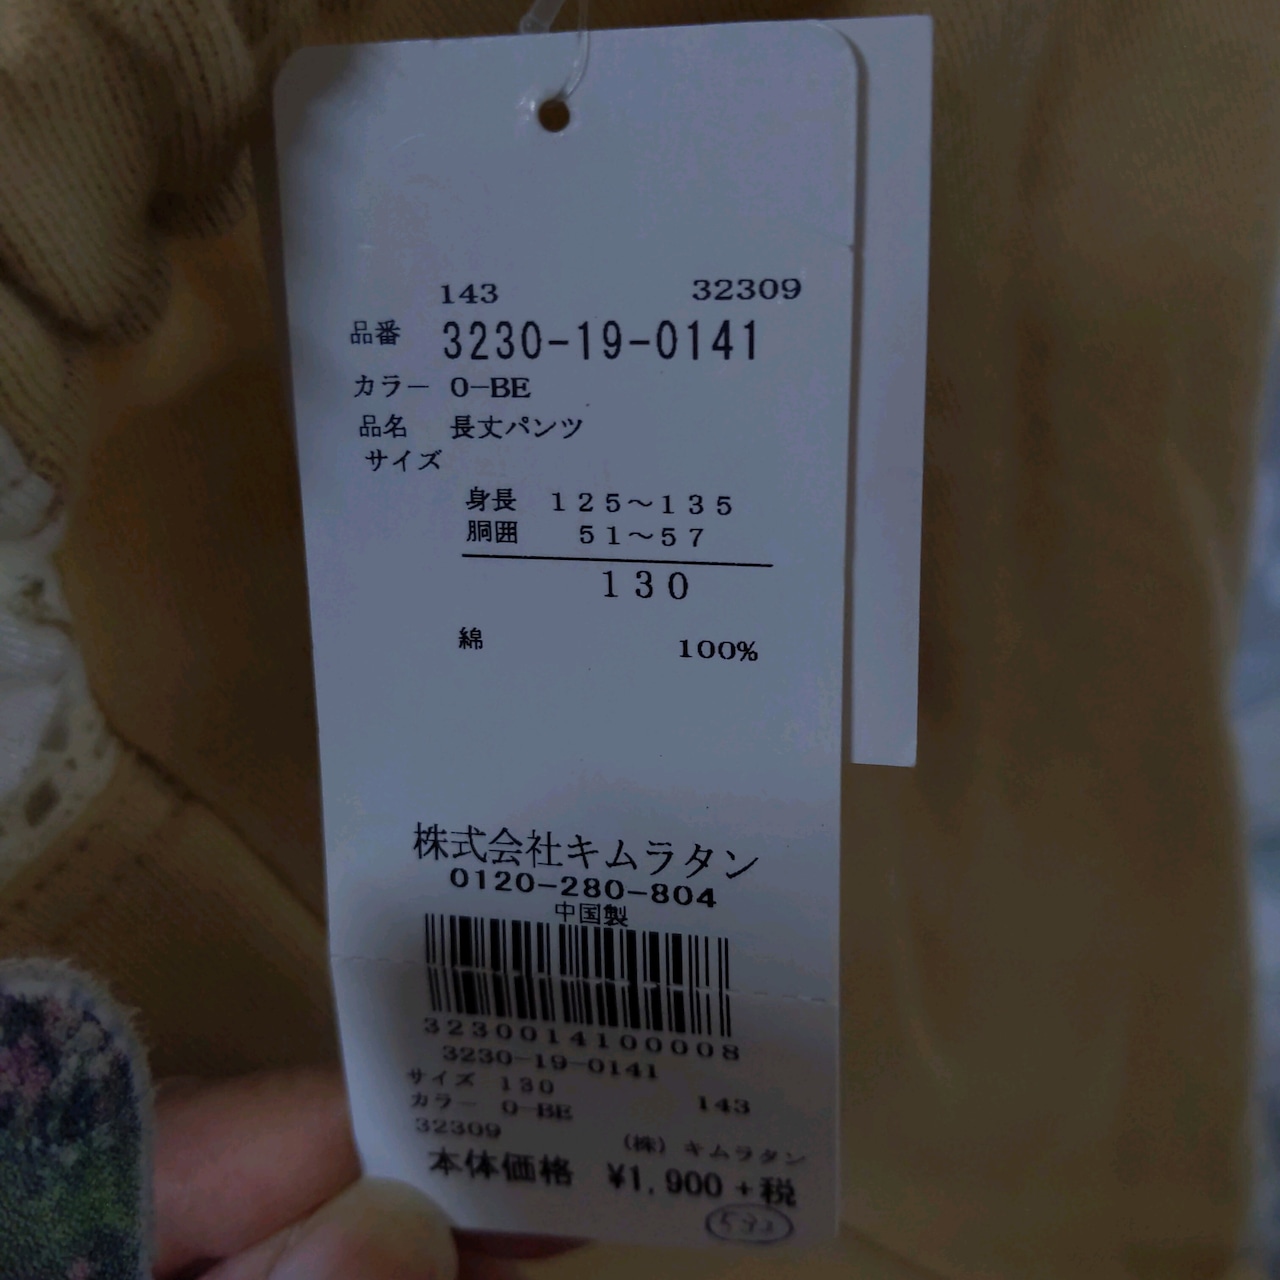 143 32309
品番 3230-19-0141
カラー 0-BE
品名 長丈パンツ
サイズ
身長 125~135
胴囲 51~57
130
綿 100%
株式会社キムラタン
0120-280-804
中国製
3230014100008
3230-19-0141
サイズ 130
カラー 0-BE 143
32309
(株)キムラタン
本体価格 ¥1,900+税